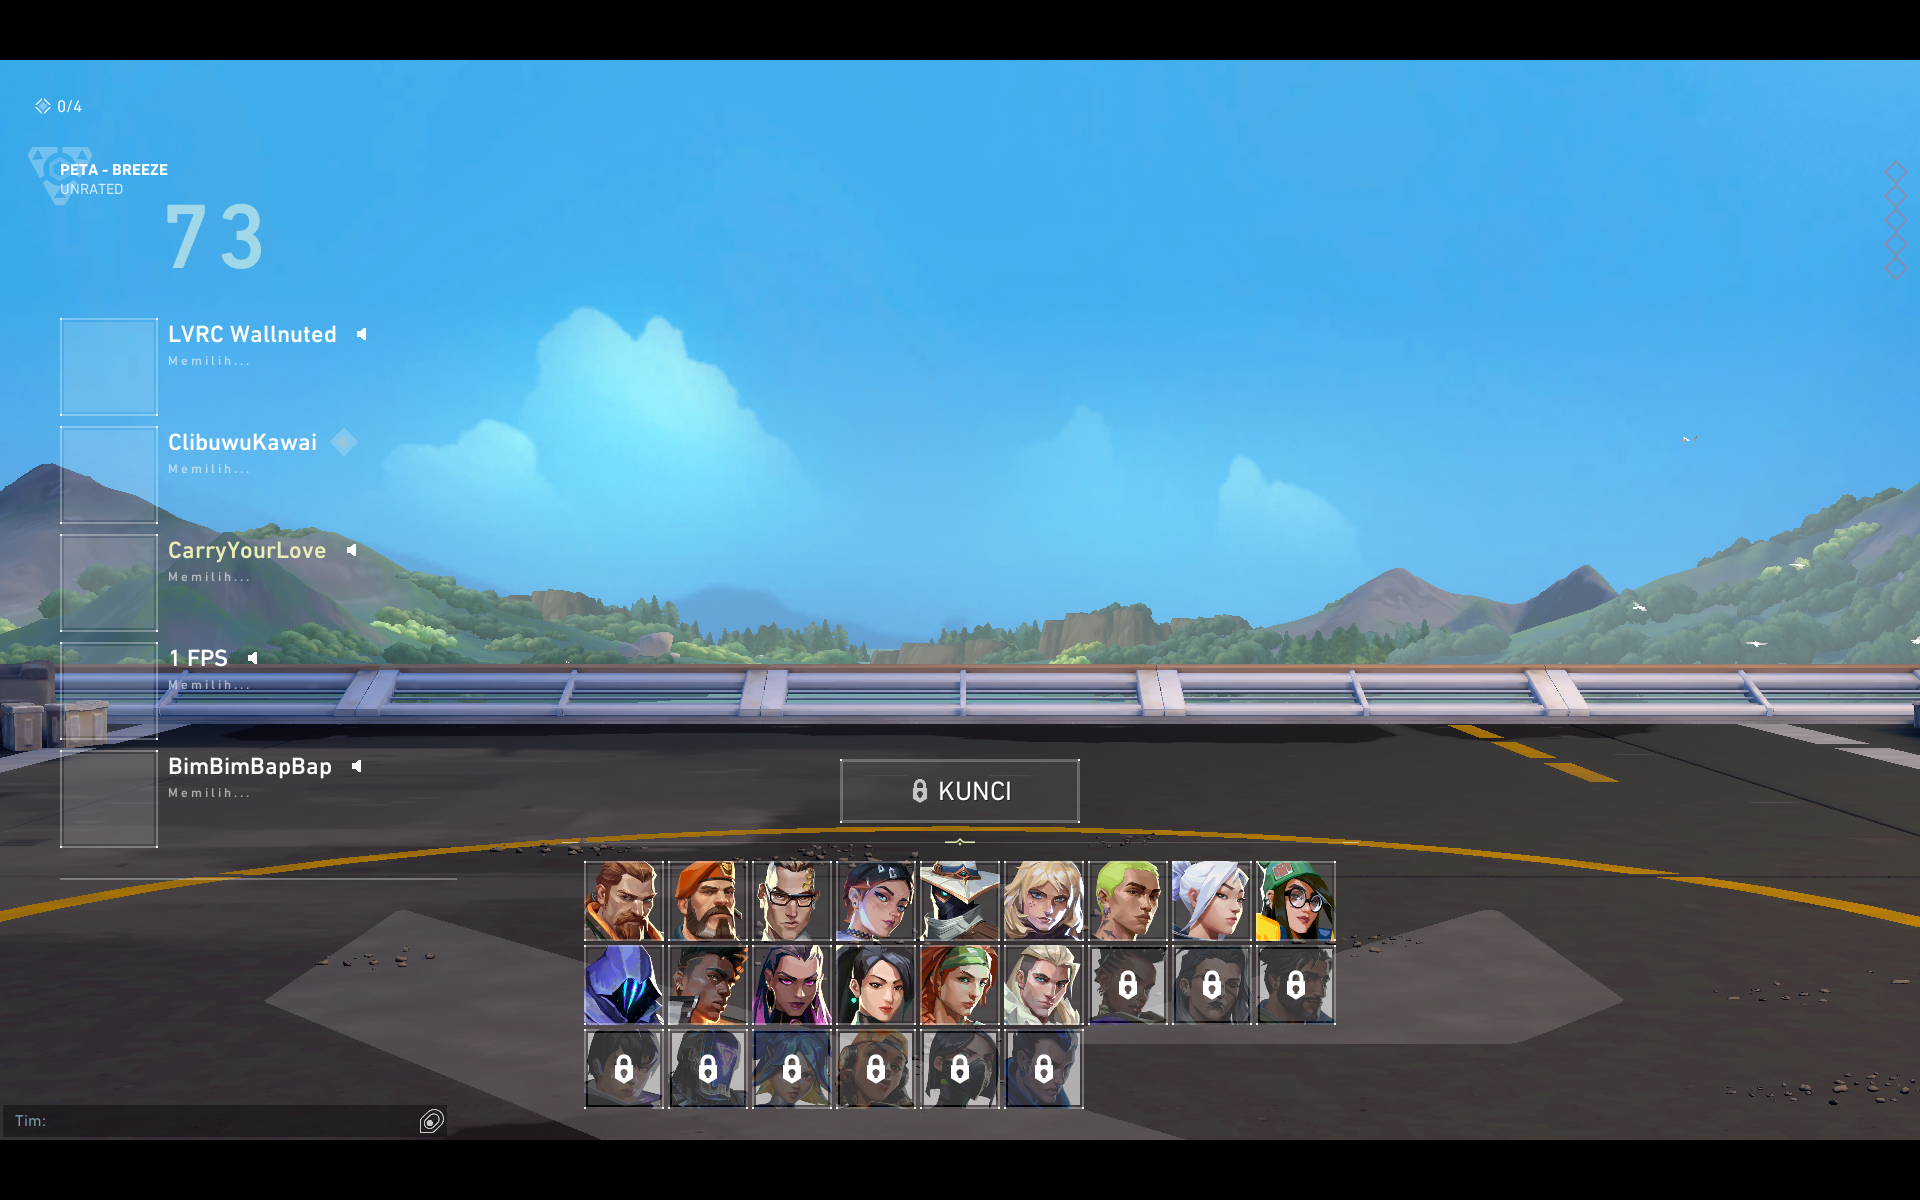 0/4
PETA - BREEZE
UNRATED
73
LVRC Wallnuted
Memilih...
ClibuwuKawai
Memilih...
CarryYourLove
Memilih...
1 FPS
Memilih...
BimBimBapBap
Memilih...
KUNCI
Tim: